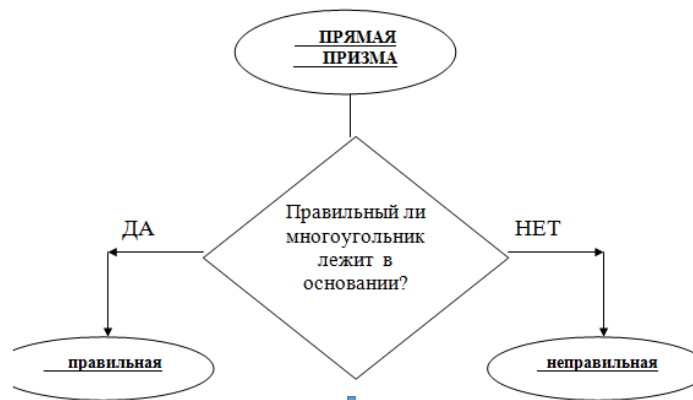 ПРЯМАЯ
ПРИЗМА
Правильный ли
многоугольник
лежит в
основании?
ДА
НЕТ
правильная
неправильная